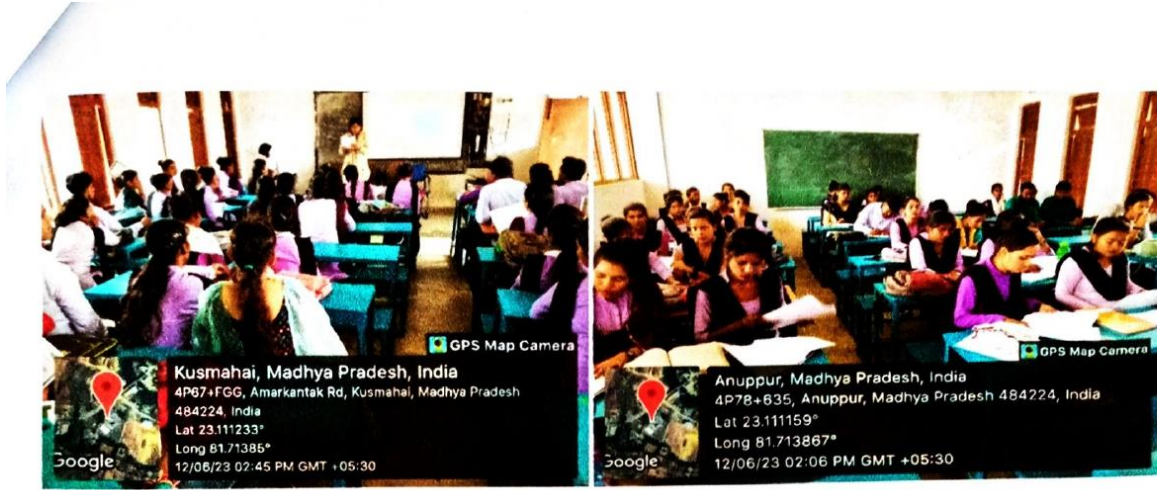 GPS Map Camera
Kusmahai, Madhya Pradesh, India
4P67+FGG, Amarkantak Rd, Kusmahai, Madhya Pradesh
484224, India
Lat 23.111233°
Long 81.71385°
12/06/23 02:45 PM GMT +05:30
Google
GPS Map Camera
Anuppur, Madhya Pradesh, India
4P78+635, Anuppur, Madhya Pradesh 484224, India
Lat 23.111159°
Long 81.713867°
12/06/23 02:06 PM GMT +05:30
Google